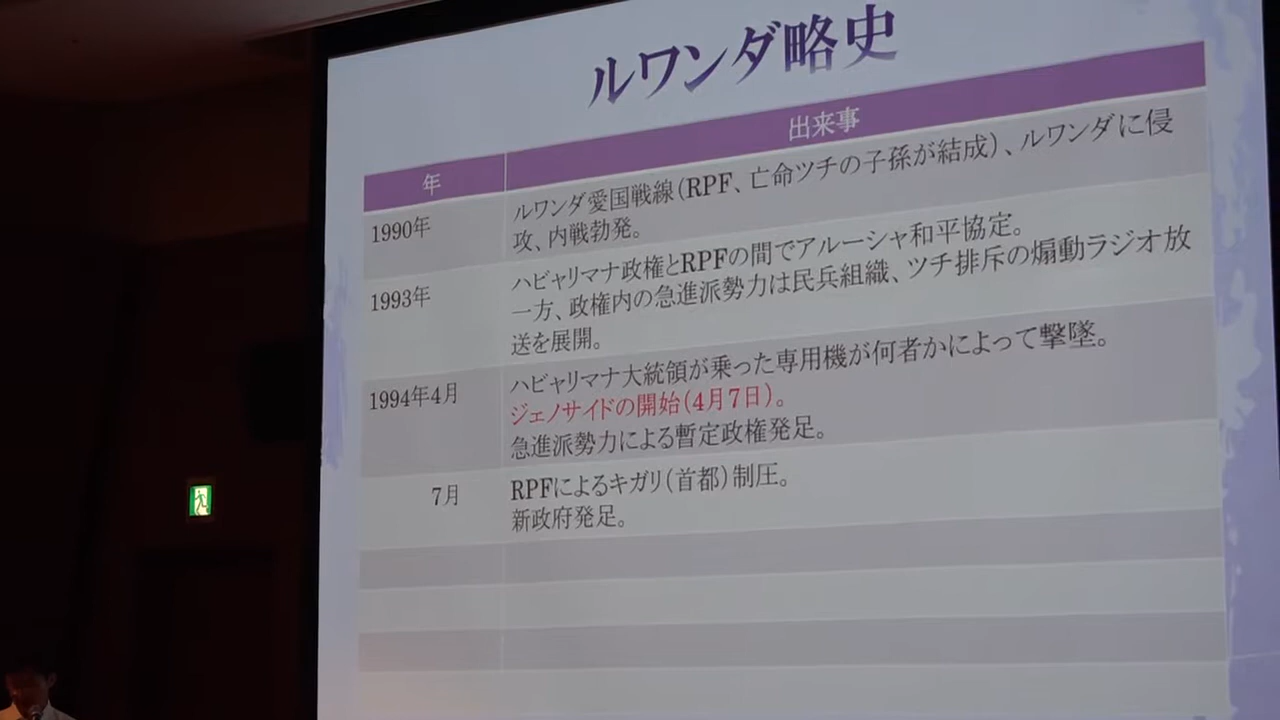 ルワンダ略史
年
出来事
1990年
ルワンダ愛国戦線(RPF、亡命ツチの子孫が結成)、ルワンダに侵
攻、内戦勃発。
1993年
ハビャリマナ政権とRPFの間でアルーシャ和平協定。
一方、政権内の急進派勢力は民兵組織、ツチ排斥の煽動ラジオ放
送を展開。
1994年4月
ハビャリマナ大統領が乗った専用機が何者かによって撃墜。
ジェノサイドの開始(4月7日)。
急進派勢力による暫定政権発足。
7月
RPFによるキガリ(首都)制圧。
新政府発足。